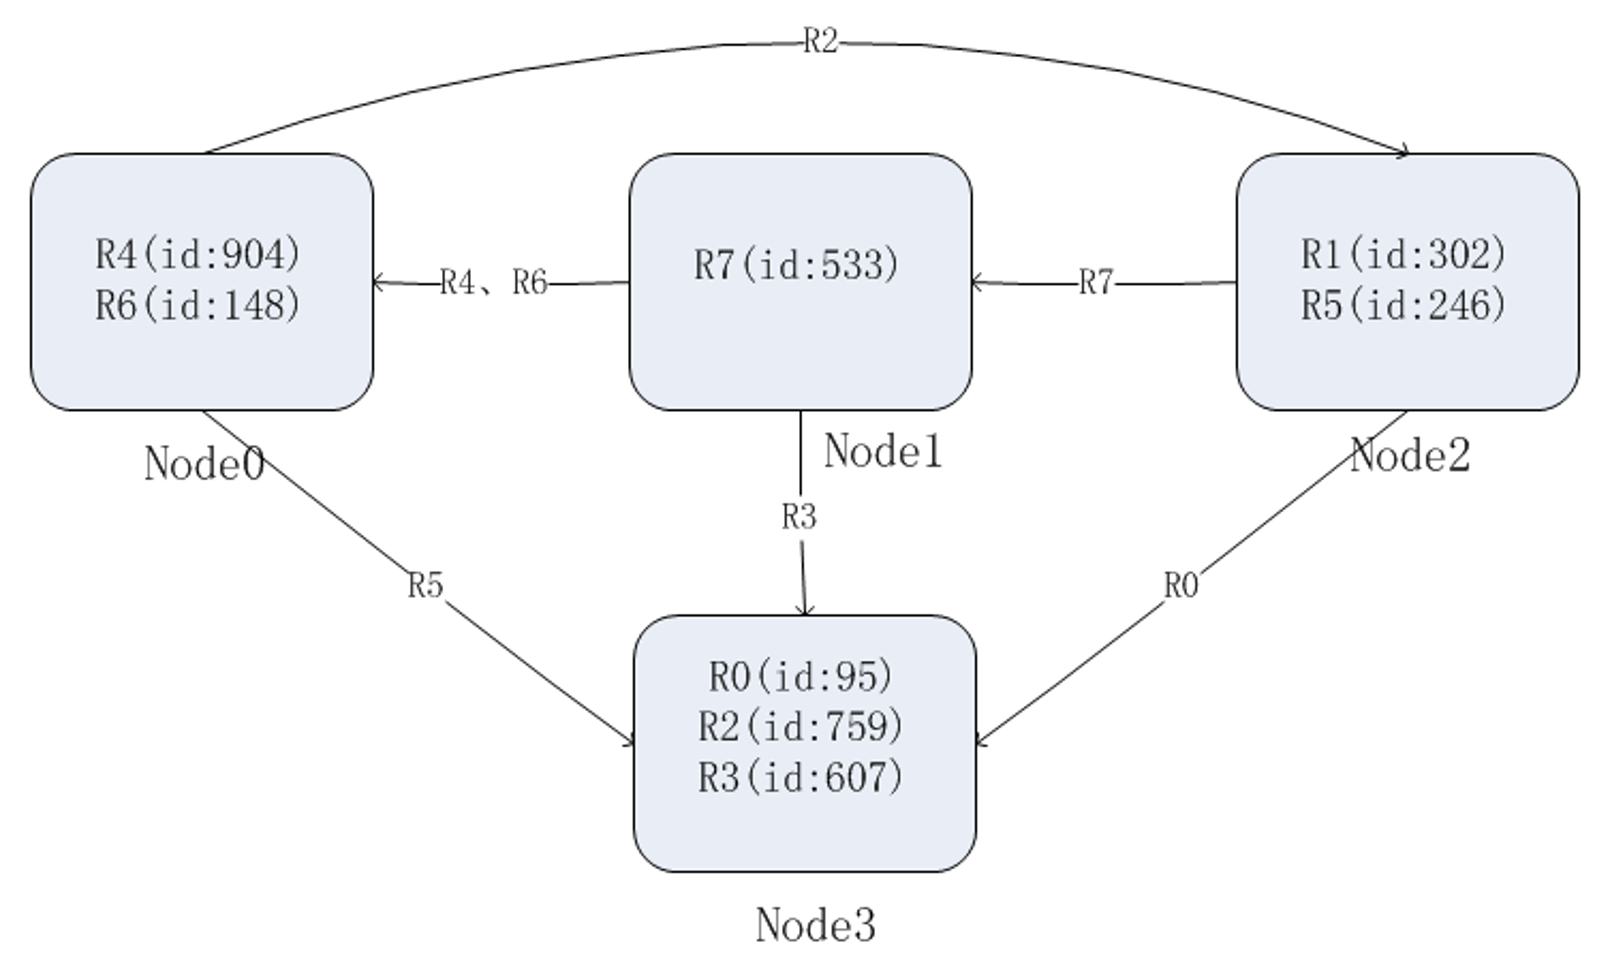 R2
R4(id:904)
R6(id:148)
R4、R6
R7(id:533)
R7
R1(id:302)
R5(id:246)
Node0
Node1
Node2
R3
R5
R0
R0(id:95)
R2(id:759)
R3(id:607)
Node3